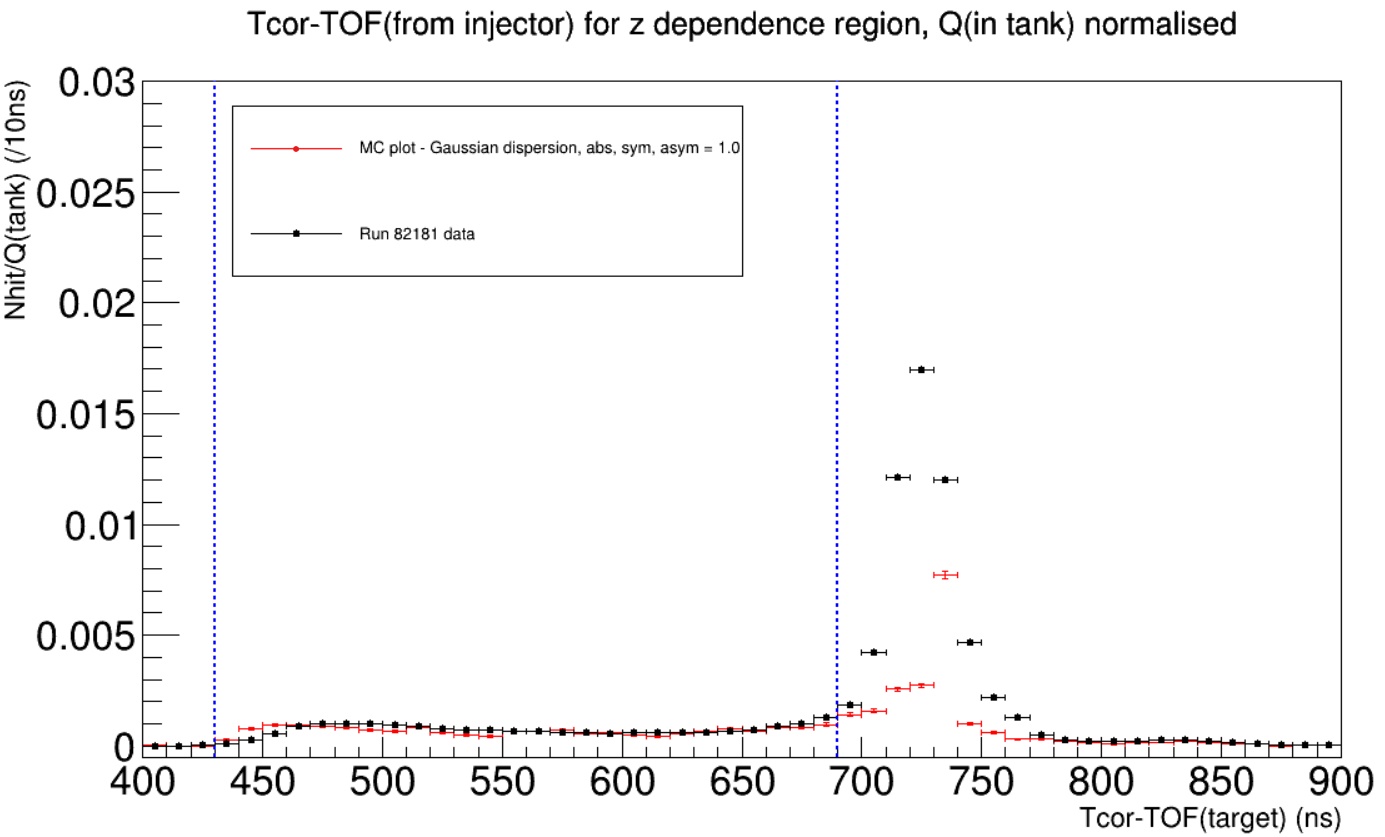 Tcor-TOF(from injector) for z dependence region, Q(in tank) normalised
Nhit/Q(tank) (/10ns)
0.03
0.025
0.02
0.015
0.01
0.005
0
MC plot - Gaussian dispersion, abs, sym, asym = 1.0
Run 82181 data
400 450 500 550 600 650 700 750 800 850 900
Tcor-TOF(target) (ns)